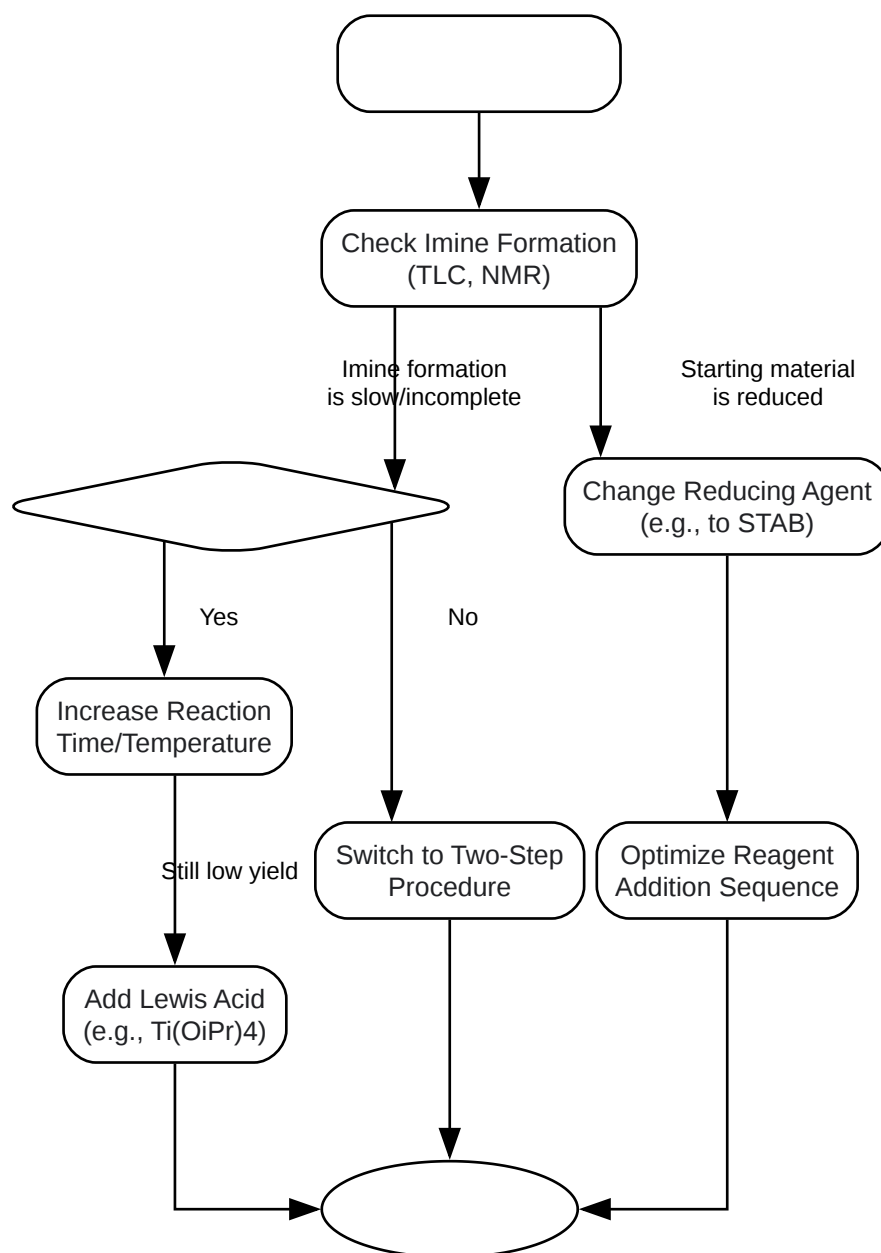 Check Imine Formation
(TLC, NMR)
Imine formation
is slow/incomplete
Starting material
is reduced
Change Reducing Agent
(e.g., to STAB)
Yes
No
Increase Reaction
Time/Temperature
Still low yield
Switch to Two-Step
Procedure
Optimize Reagent
Addition Sequence
Add Lewis Acid
(e.g., Ti(OiPr)4)